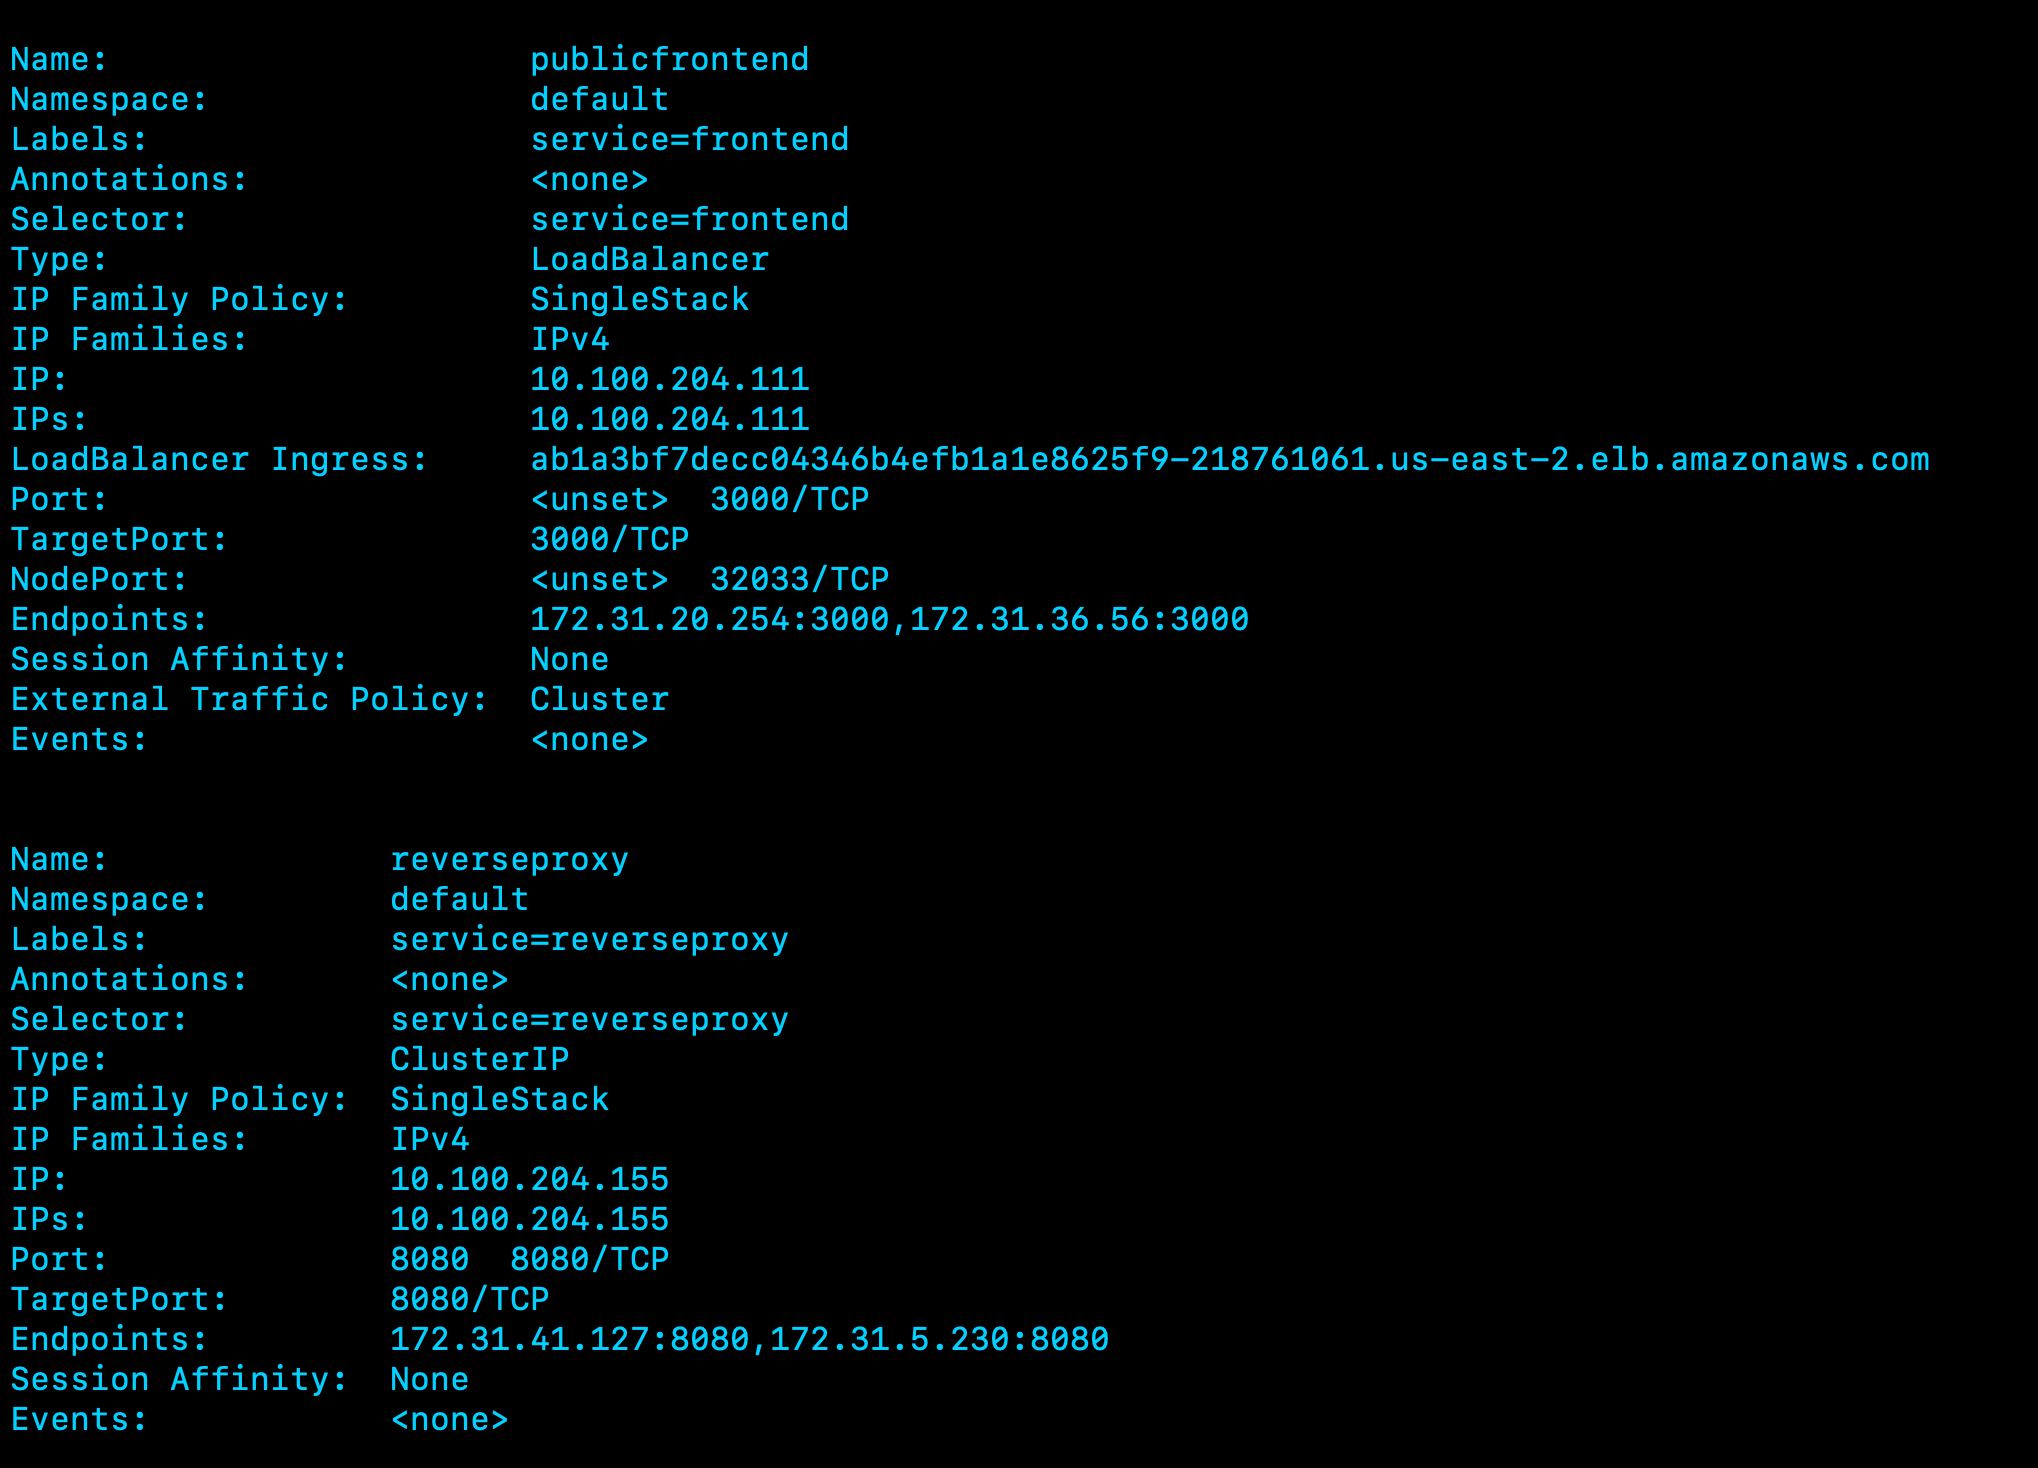 Name:                     publicfrontend
Namespace:                default
Labels:                   service=frontend
Annotations:              <none>
Selector:                 service=frontend
Type:                     LoadBalancer
IP Family Policy:         SingleStack
IP Families:              IPv4
IP:                       10.100.204.111
IPs:                      10.100.204.111
LoadBalancer Ingress:     ab1a3bf7decc04346b4efb1a1e8625f9-218761061.us-east-2.elb.amazonaws.com
Port:                     <unset>  3000/TCP
TargetPort:               3000/TCP
NodePort:                 <unset>  32033/TCP
Endpoints:                172.31.20.254:3000,172.31.36.56:3000
Session Affinity:         None
External Traffic Policy:  Cluster
Events:                   <none>
Name:              reverseproxy
Namespace:         default
Labels:            service=reverseproxy
Annotations:       <none>
Selector:          service=reverseproxy
Type:              ClusterIP
IP Family Policy:  SingleStack
IP Families:       IPv4
IP:                10.100.204.155
IPs:               10.100.204.155
Port:              8080  8080/TCP
TargetPort:        8080/TCP
Endpoints:         172.31.41.127:8080,172.31.5.230:8080
Session Affinity:  None
Events:            <none>